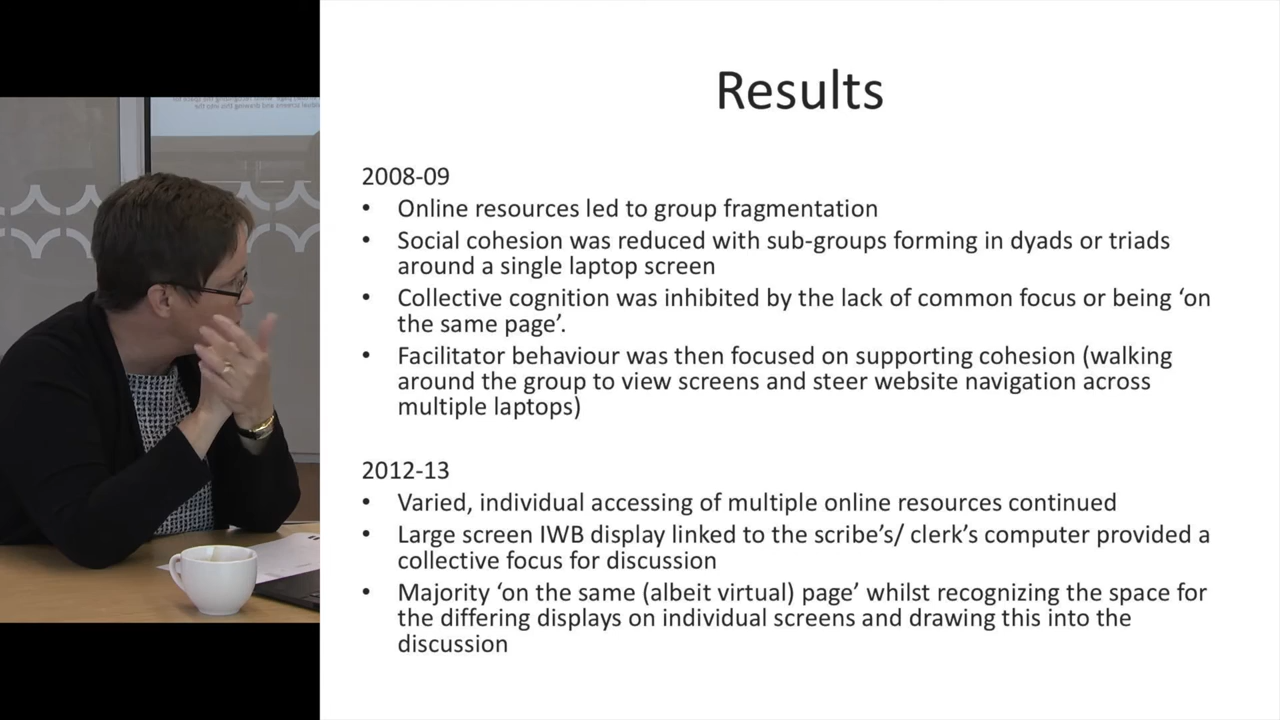 Results
2008-09
• Online resources led to group fragmentation
• Social cohesion was reduced with sub-groups forming in dyads or triads
around a single laptop screen
• Collective cognition was inhibited by the lack of common focus or being ‘on
the same page’.
• Facilitator behaviour was then focused on supporting cohesion (walking
around the group to view screens and steer website navigation across
multiple laptops)
2012-13
• Varied, individual accessing of multiple online resources continued
• Large screen IWB display linked to the scribe’s/ clerk’s computer provided a
collective focus for discussion
• Majority ‘on the same (albeit virtual) page’ whilst recognizing the space for
the differing displays on individual screens and drawing this into the
discussion